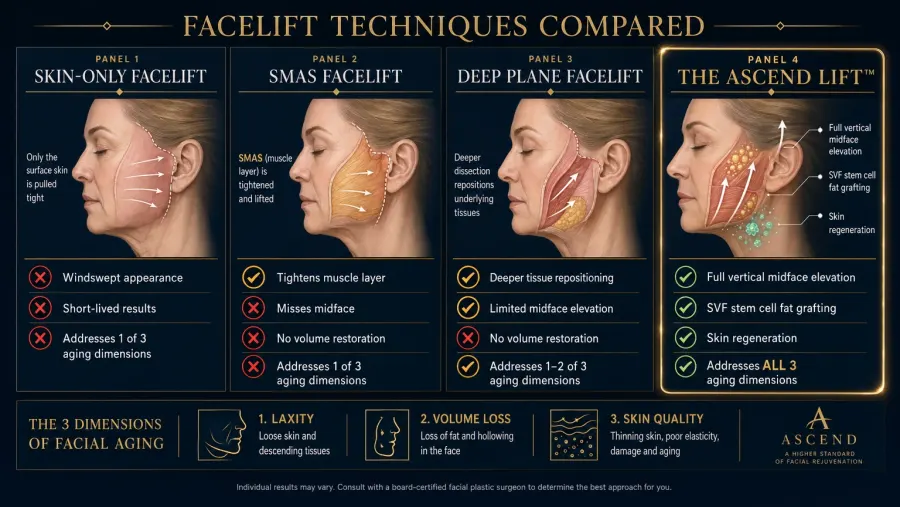 FACELIFT TECHNIQUES COMPARED
PANEL 1
SKIN-ONLY FACELIFT
Only the
surface skin
is pulled
tight
Windswept appearance
Short-lived results
Addresses 1 of 3
aging dimensions
PANEL 2
SMAS FACELIFT
SMAS (muscle
layer) is
tightened
and lifted
Tightens muscle layer
Misses midface
No volume restoration
Addresses 1 of 3
aging dimensions
PANEL 3
DEEP PLANE FACELIFT
Deeper
dissection
repositions
underlying
tissues
Deeper tissue repositioning
Limited midface elevation
No volume restoration
Addresses 1–2 of 3
aging dimensions
PANEL 4
THE ASCEND LIFT™
Full vertical
midface
elevation
SVF stem cell
fat grafting
Skin
regeneration
Full vertical midface elevation
SVF stem cell fat grafting
Skin regeneration
Addresses ALL 3
aging dimensions
THE 3 DIMENSIONS
OF FACIAL AGING
1. LAXITY
Loose skin and
descending tissues
2. VOLUME LOSS
Loss of fat and hollowing
in the face
3. SKIN QUALITY
Thinning skin, poor elasticity,
damage and aging
A
ASCEND
A HIGHER STANDARD
OF FACIAL REJUVENATION
Individual results may vary. Consult with a board-certified facial plastic surgeon to determine the best approach for you.